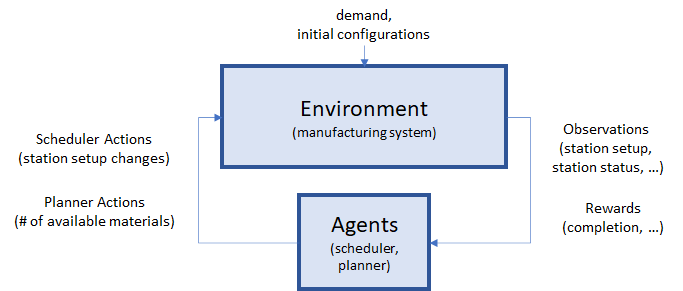 demand,
initial configurations
Environment
(manufacturing system)
Scheduler Actions
(station setup changes)
Planner Actions
(# of available materials)
Observations
(station setup,
station status, ...)
Rewards
(completion, ...)
Agents
(scheduler,
planner)